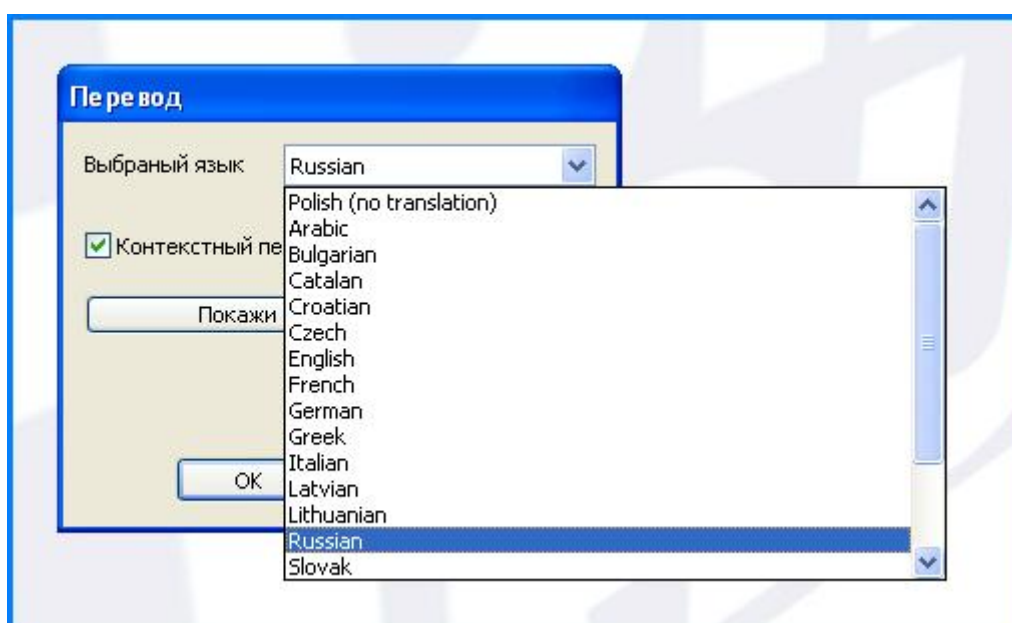 Перевод
Выбраный язык Russian
Polish (no translation)
Arabic
Контекстный пе
Bulgarian
Catalan
Покажи
Croatian
Czech
English
French
German
Greek
Italian
OK
Latvian
Lithuanian
Russian
Slovak